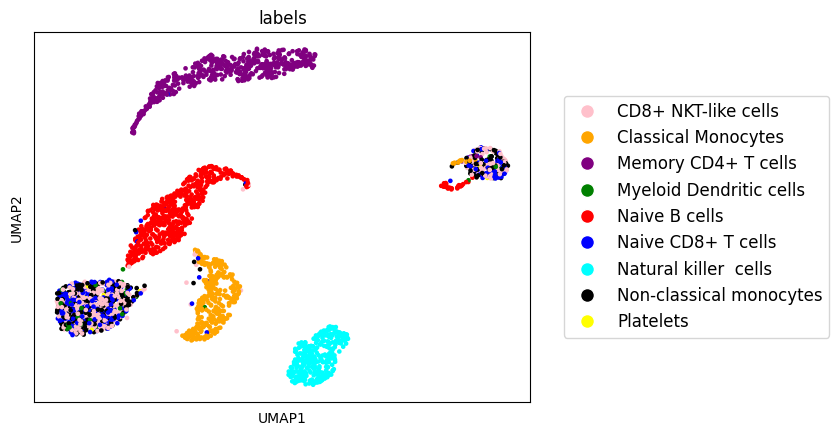 labels
UMAP2
UMAP1
CD8+ NKT-like cells
Classical Monocytes
Memory CD4+ T cells
Myeloid Dendritic cells
Naive B cells
Naive CD8+ T cells
Natural killer  cells
Non-classical monocytes
Platelets